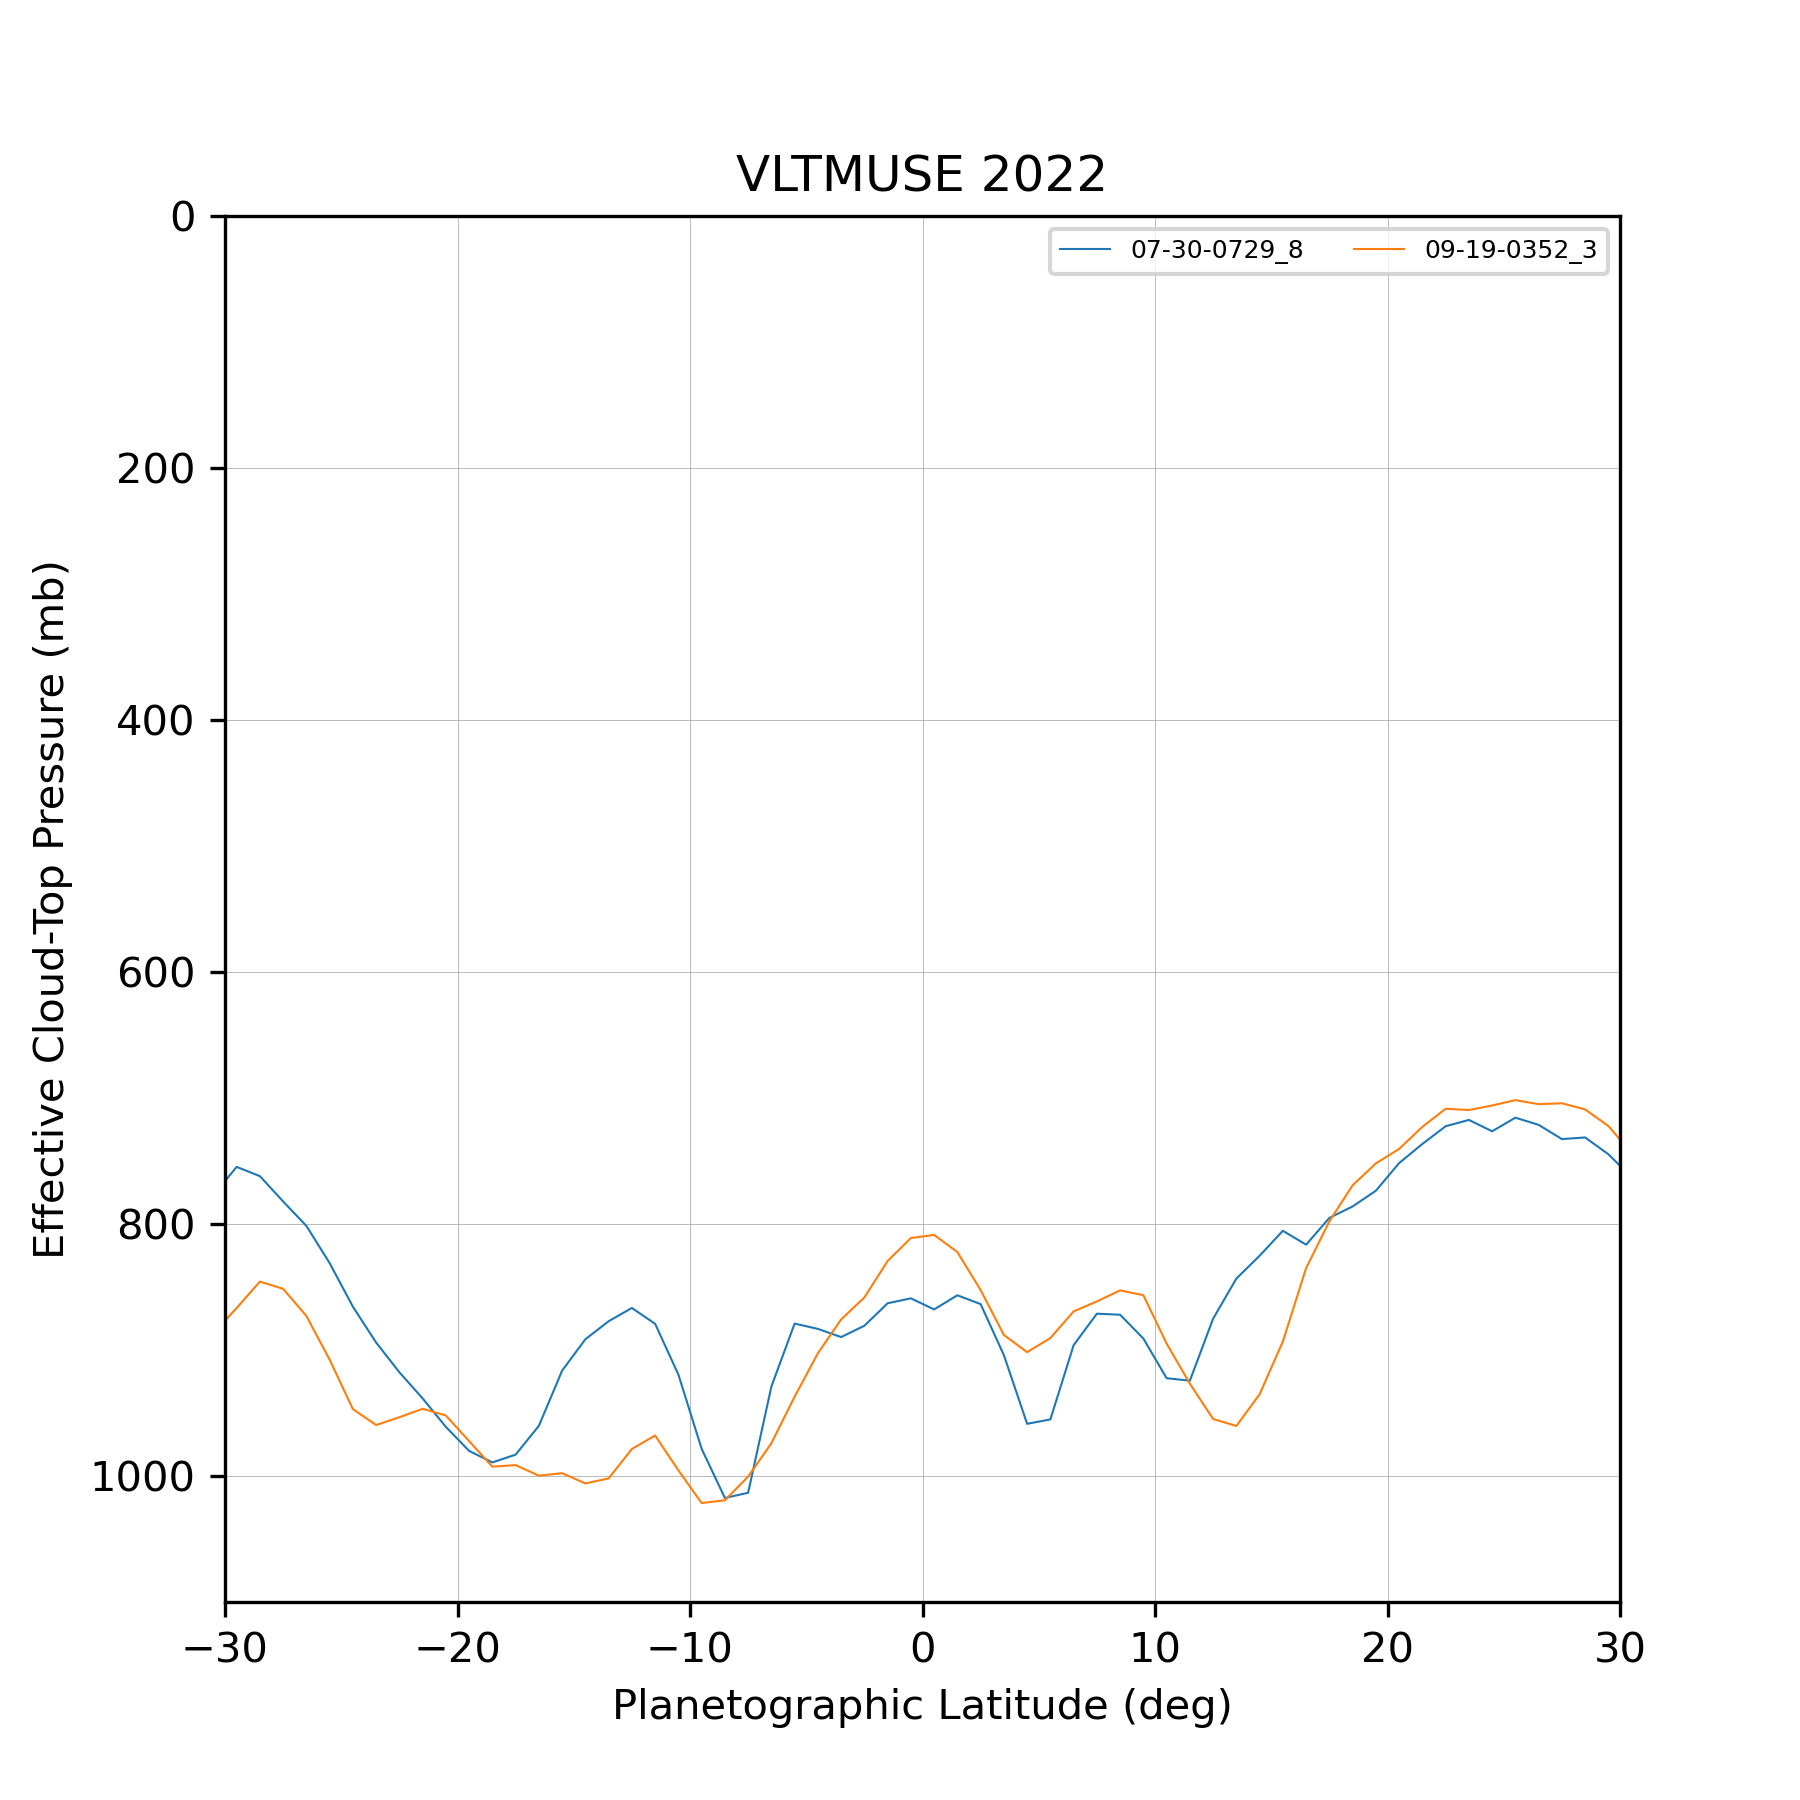 VLTMUSE 2022
07-30-0729_8 09-19-0352_3
0
200
400
600
800
1000
Effective Cloud-Top Pressure (mb)
−30 −20 −10 0 10 20 30
Planetographic Latitude (deg)